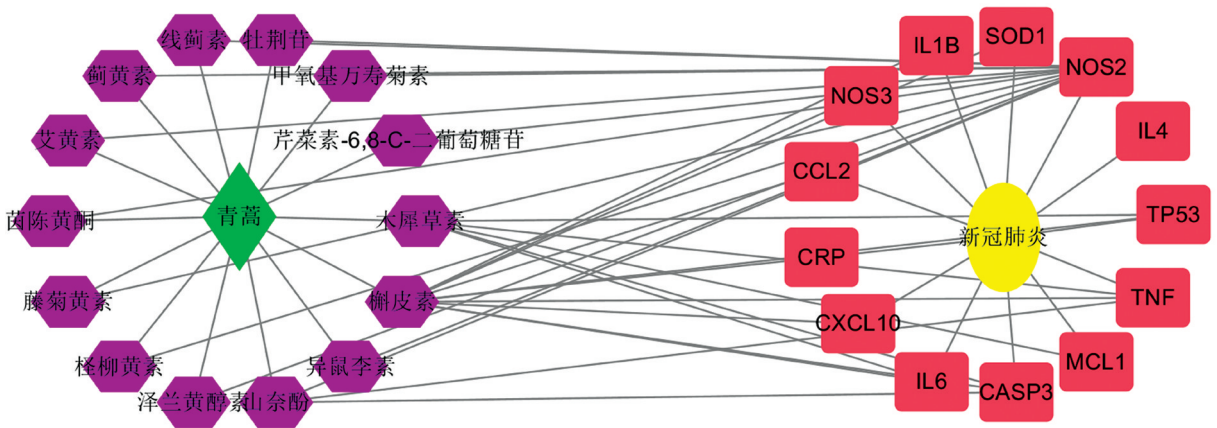 线蓟素
牡荆苷
蓟黄素
甲氧基万寿菊素
艾黄素
芹菜素-6,8-C-二葡萄糖苷
茵陈黄酮
青蒿
木犀草素
藤菊黄素
槲皮素
柽柳黄素
异鼠李素
泽兰黄醇素
山奈酚
IL1B
SOD1
NOS3
NOS2
IL4
CCL2
TP53
新冠肺炎
CRP
TNF
CXCL10
MCL1
IL6
CASP3